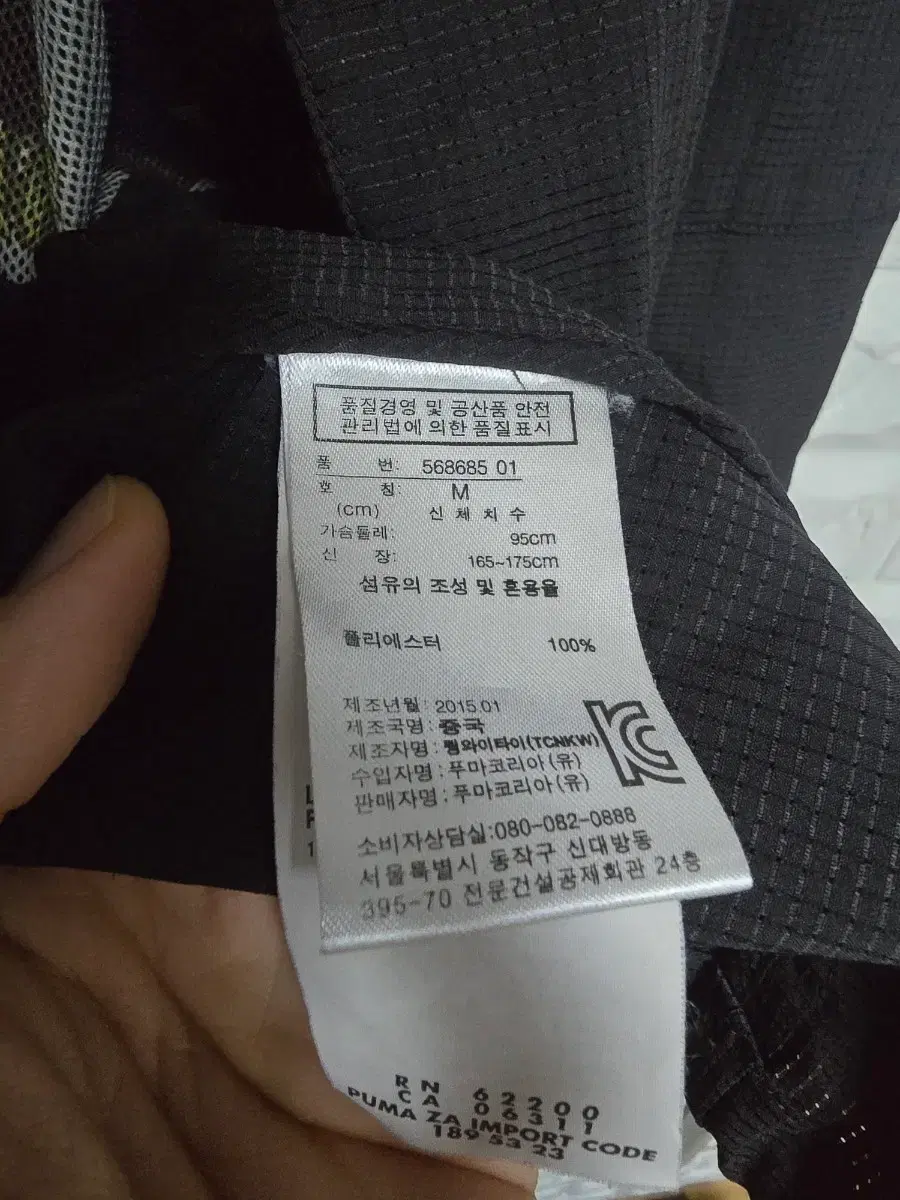 품질경영 및 공산품 안전
관리법에 의한 품질표시
품 번: 568685 01
호 칭: M
(cm) 신 체 치 수
가슴둘레: 95cm
신 장: 165~175cm
섬유의 조성 및 혼용율
폴리에스터 100%
제조년월: 2015.01
제조국명: 중국
제조자명: 큉와이타이(TCNKW)
수입자명: 푸마코리아(유)
판매자명: 푸마코리아(유)
소비자상담실:080-082-0888
서울특별시 동작구 신대방동
395-70 전문건설공제회관 24층
RN 62200
CA 06311
PUMA ZA IMPORT CODE
189 53 23